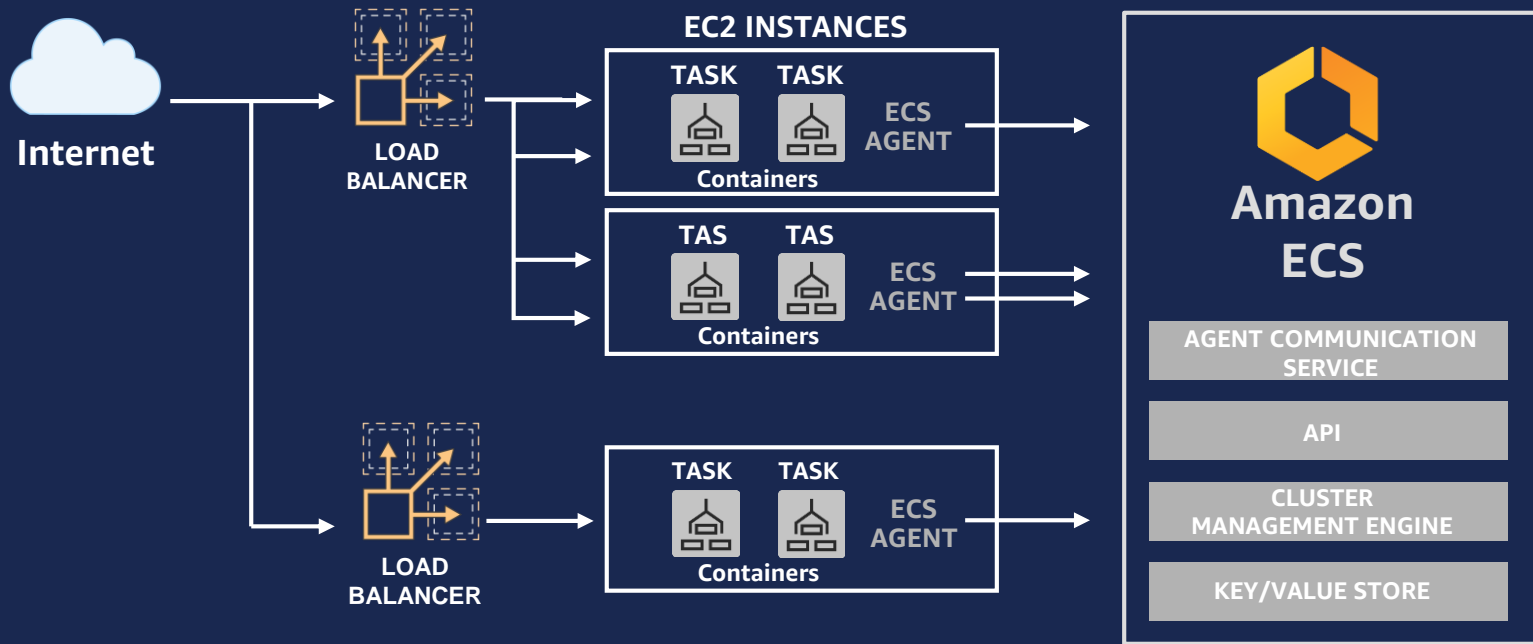 Internet
LOAD
BALANCER
LOAD
BALANCER
EC2 INSTANCES
TASK TASK
ECS
AGENT
Containers
TAS TAS
ECS
AGENT
Containers
TASK TASK
ECS
AGENT
Containers
Amazon
ECS
AGENT COMMUNICATION
SERVICE
API
CLUSTER
MANAGEMENT ENGINE
KEY/VALUE STORE